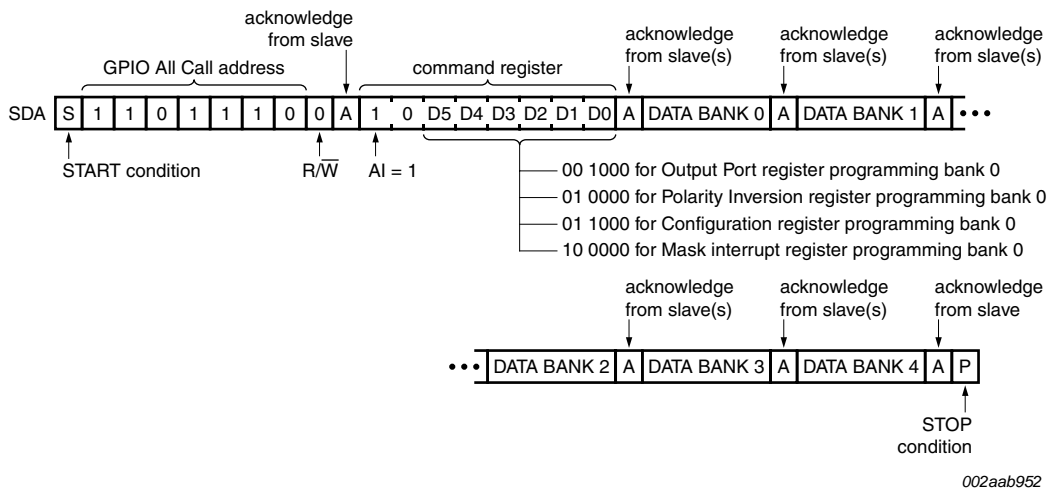 acknowledge
from slave
acknowledge
from slave(s)
acknowledge
from slave(s)
acknowledge
from slave(s)
GPIO All Call address
command register
SDA S 1 1 0 1 1 1 0 0 A 1 0 D5 D4 D3 D2 D1 D0 A DATA BANK 0 A DATA BANK 1 A •••
START condition
R/W̅
AI = 1
00 1000 for Output Port register programming bank 0
01 0000 for Polarity Inversion register programming bank 0
01 1000 for Configuration register programming bank 0
10 0000 for Mask interrupt register programming bank 0
acknowledge
from slave(s)
acknowledge
from slave(s)
acknowledge
from slave
••• DATA BANK 2 A DATA BANK 3 A DATA BANK 4 A P
STOP
condition
002aab952